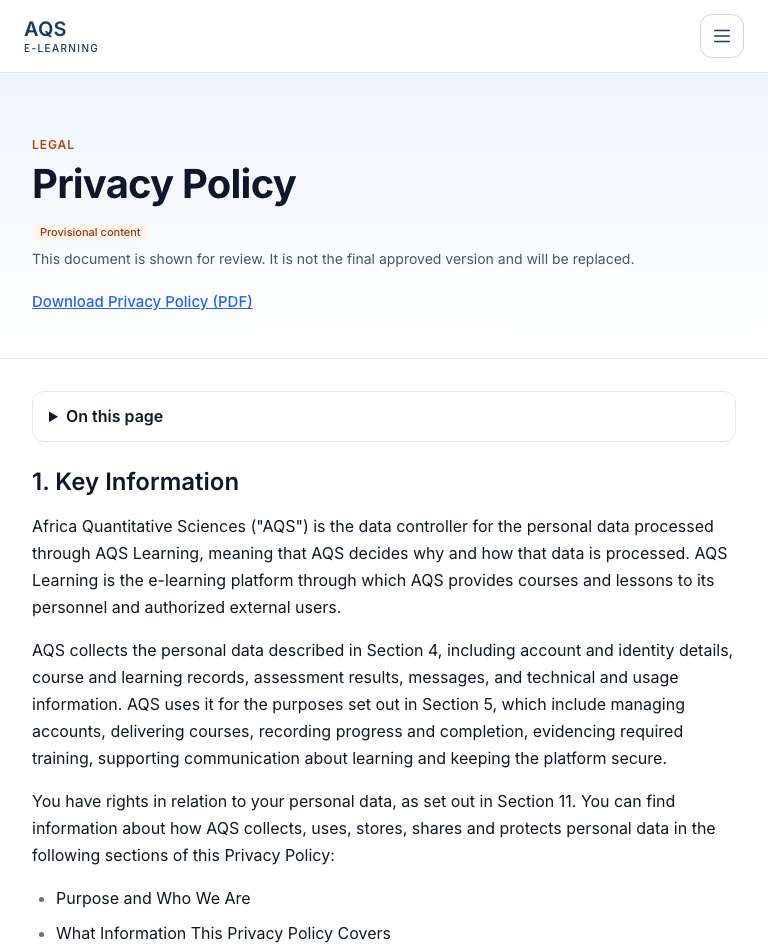 AQS
E-LEARNING
LEGAL
Privacy Policy
Provisional content
This document is shown for review. It is not the final approved version and will be replaced.
Download Privacy Policy (PDF)
On this page
1. Key Information
Africa Quantitative Sciences ("AQS") is the data controller for the personal data processed
through AQS Learning, meaning that AQS decides why and how that data is processed. AQS
Learning is the e-learning platform through which AQS provides courses and lessons to its
personnel and authorized external users.
AQS collects the personal data described in Section 4, including account and identity details,
course and learning records, assessment results, messages, and technical and usage
information. AQS uses it for the purposes set out in Section 5, which include managing
accounts, delivering courses, recording progress and completion, evidencing required
training, supporting communication about learning and keeping the platform secure.
You have rights in relation to your personal data, as set out in Section 11. You can find
information about how AQS collects, uses, stores, shares and protects personal data in the
following sections of this Privacy Policy:
• Purpose and Who We Are
• What Information This Privacy Policy Covers